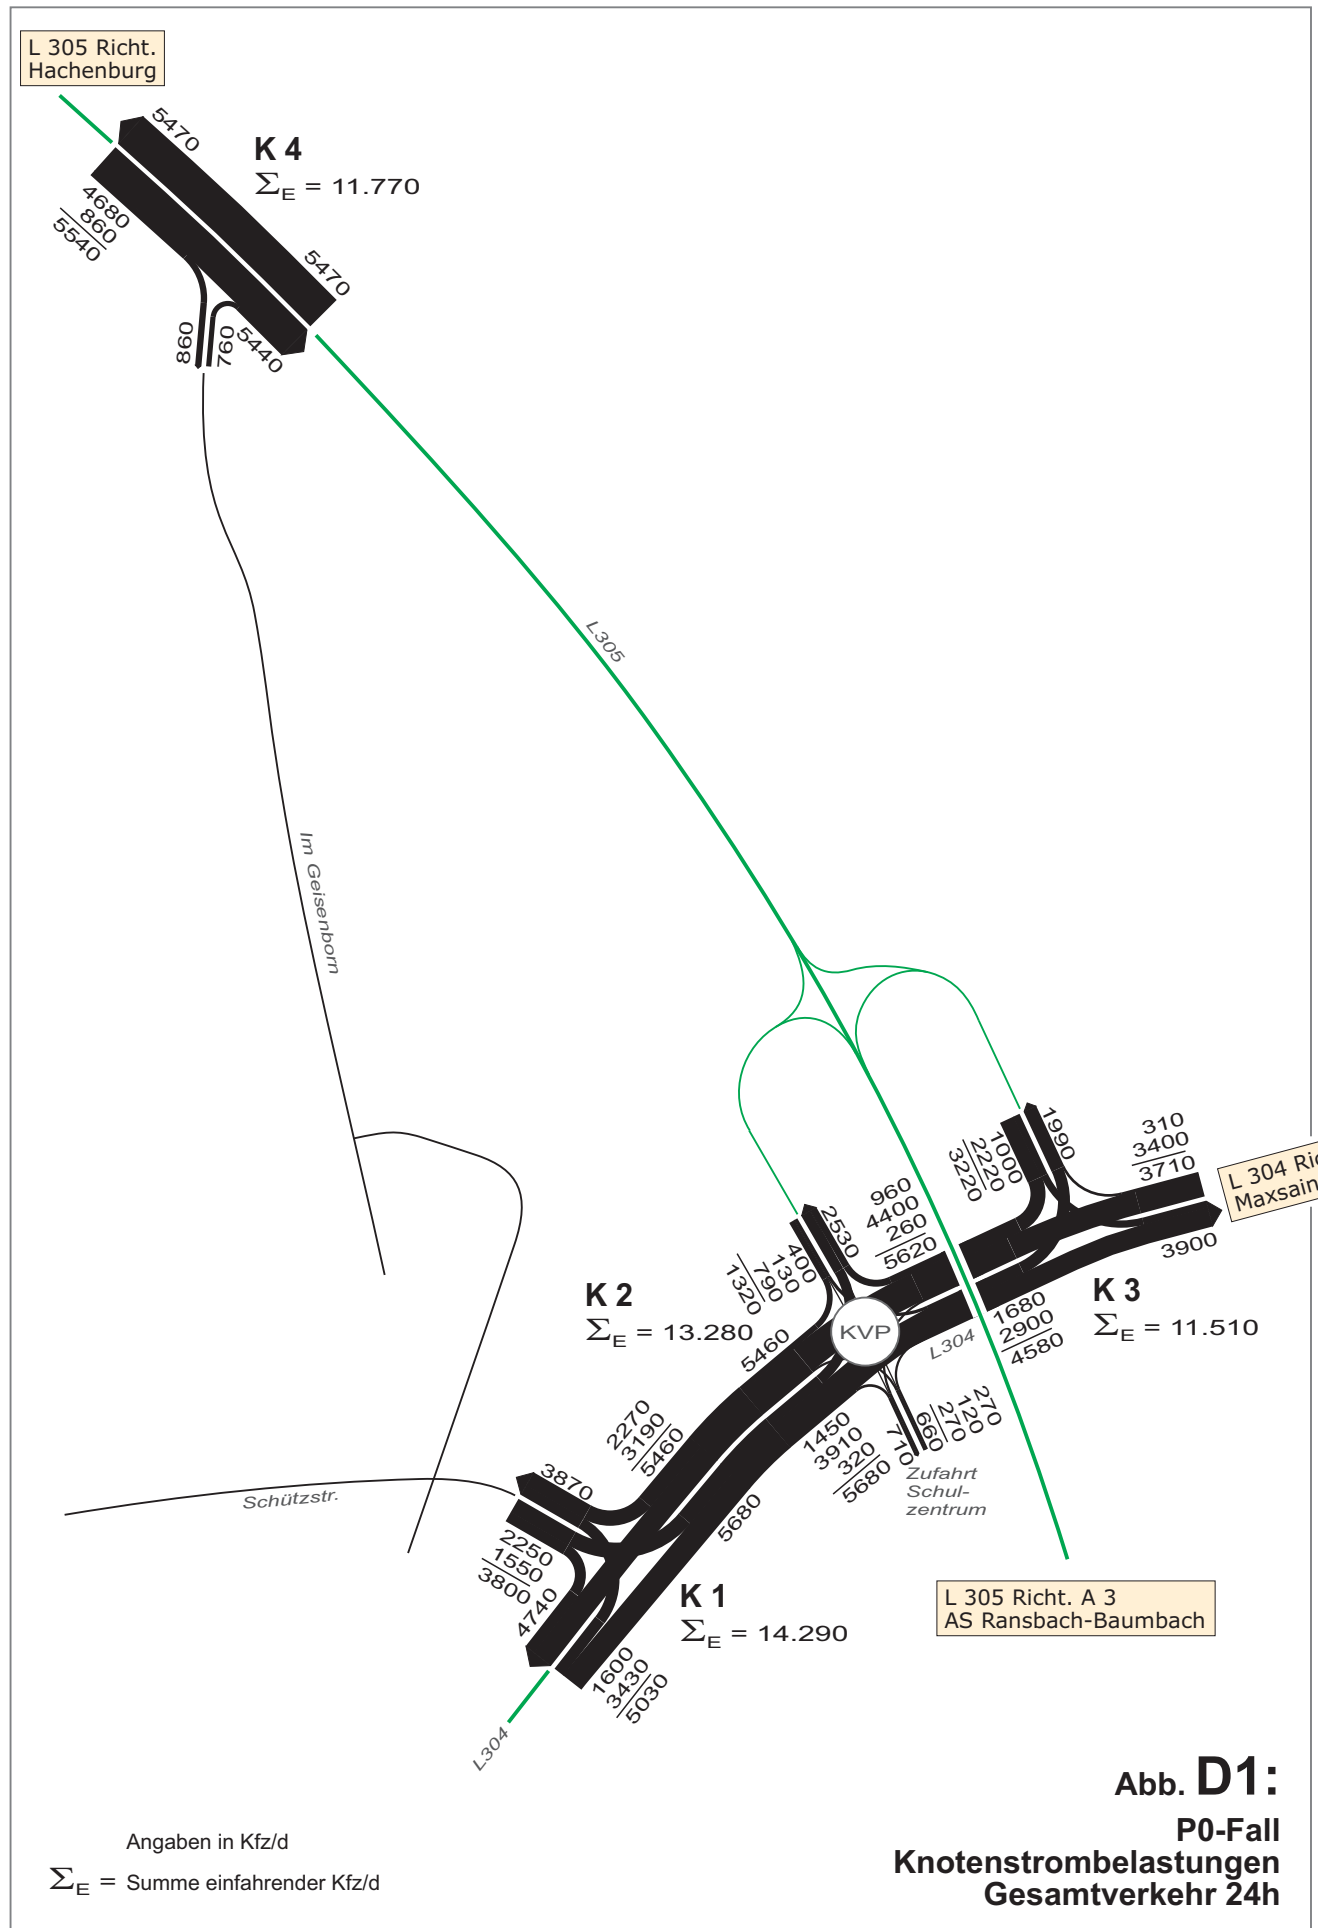 L 305 Richt.
Hachenburg
5470
K 4
ΣE = 11.770
4680
860
5540
5470
860
760
5440
L305
Im Geisenborn
1990
310
3400
3710
1000
2220
3220
L 304 Ric
Maxsain
3900
960
4400
260
5620
2530
400
130
790
1320
K 2
ΣE = 13.280
KVP
L304
K 3
ΣE = 11.510
1680
2900
4580
5460
2270
3190
5460
1450
3910
320
5680
710
660
270
120
270
Zufahrt
Schul-
zentrum
3870
Schützstr.
5680
2250
1550
3800
4740
K 1
ΣE = 14.290
1600
3430
5030
L304
L 305 Richt. A 3
AS Ransbach-Baumbach
Abb. D1:
P0-Fall
Knotenstrombelastungen
Gesamtverkehr 24h
Angaben in Kfz/d
ΣE = Summe einfahrender Kfz/d